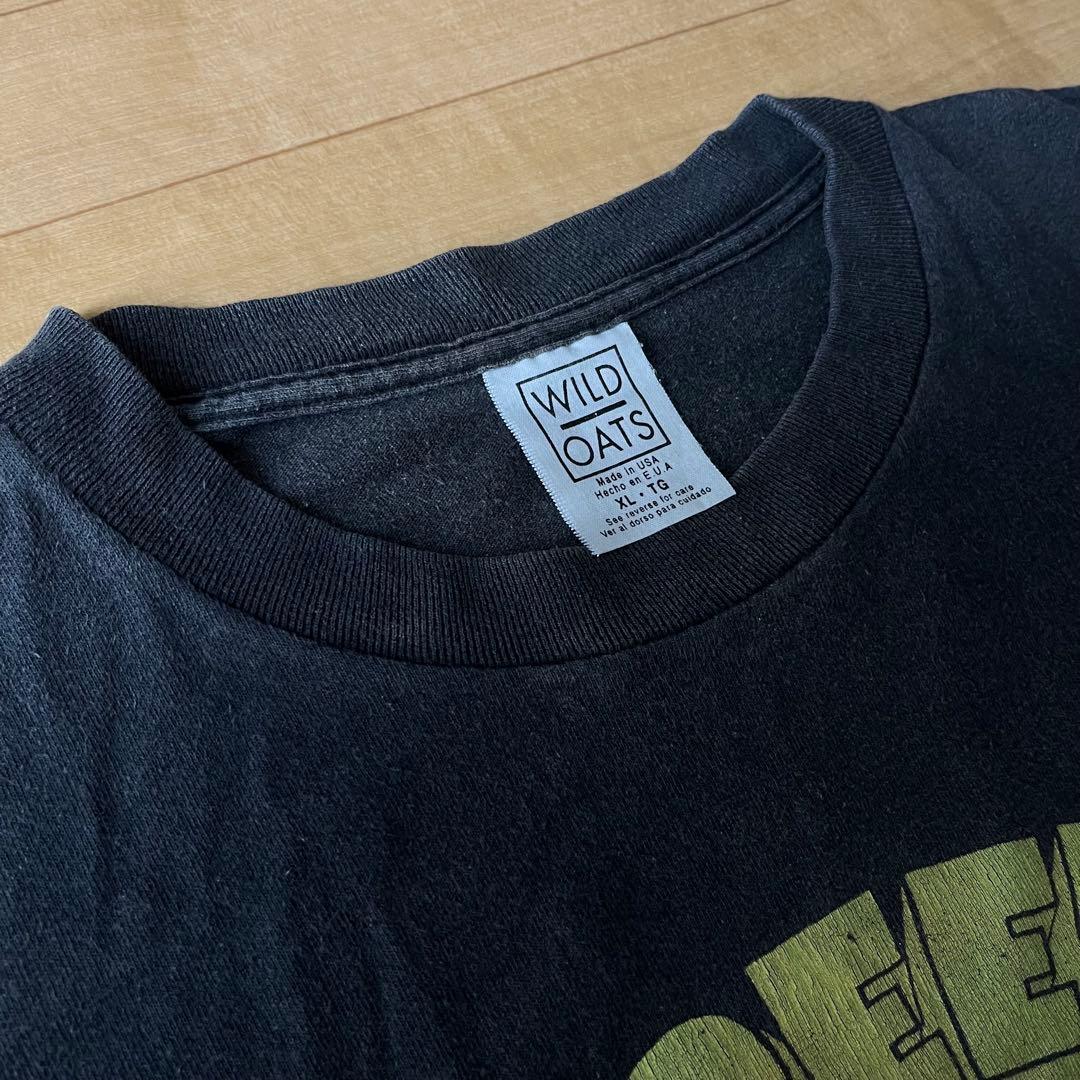 WILD
OATS
Made in USA
Hecho en E.U.A
XL • TG
See reverse for care
Ver al dorso para cuidado